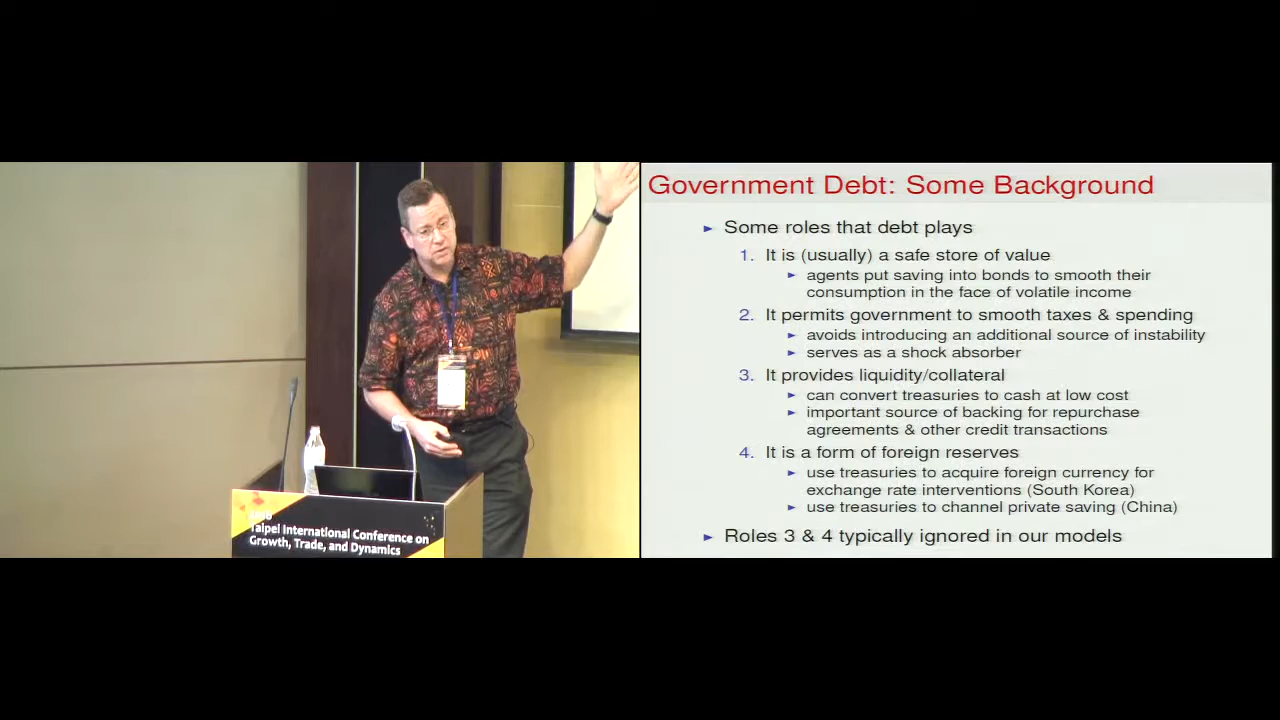 Taipei International Conference on
Growth, Trade, and Dynamics
Government Debt: Some Background
► Some roles that debt plays
1. It is (usually) a safe store of value
► agents put saving into bonds to smooth their
consumption in the face of volatile income
2. It permits government to smooth taxes & spending
► avoids introducing an additional source of instability
► serves as a shock absorber
3. It provides liquidity/collateral
► can convert treasuries to cash at low cost
► important source of backing for repurchase
agreements & other credit transactions
4. It is a form of foreign reserves
► use treasuries to acquire foreign currency for
exchange rate interventions (South Korea)
► use treasuries to channel private saving (China)
► Roles 3 & 4 typically ignored in our models